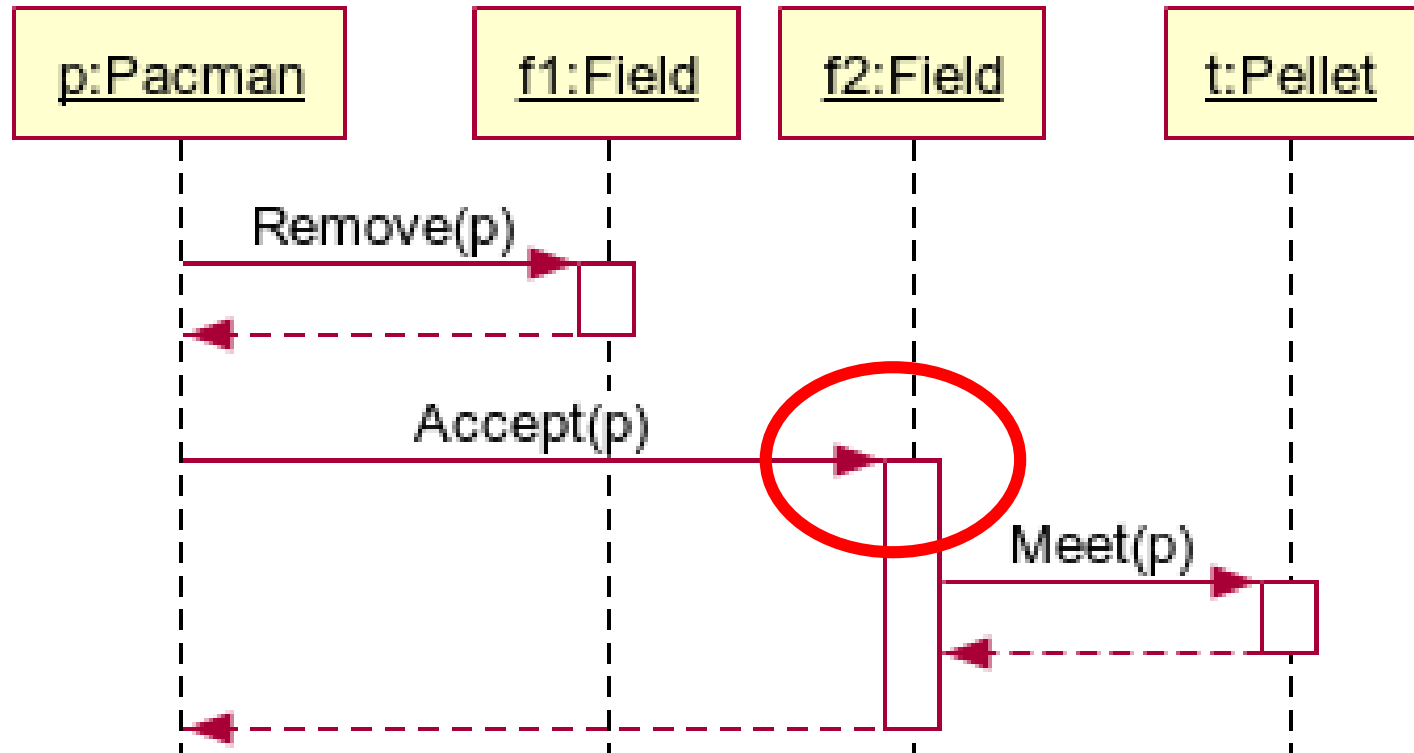 p:Pacman
f1:Field
f2:Field
t:Pellet
Remove(p)
Accept(p)
Meet(p)